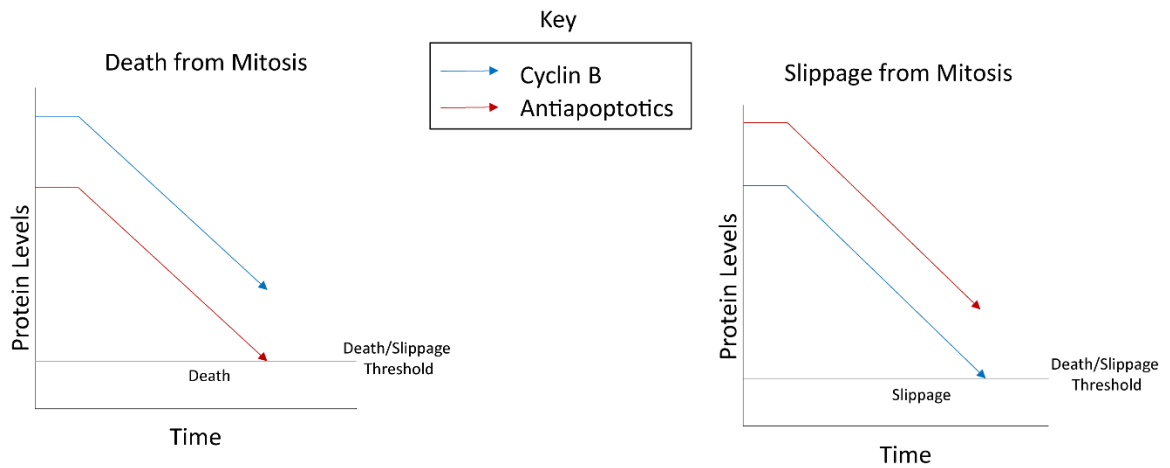 Key
Death from Mitosis
Cyclin B
Antiapoptotics
Slippage from Mitosis
Protein Levels
Death/Slippage
Threshold
Death
Time
Protein Levels
Death/Slippage
Threshold
Slippage
Time